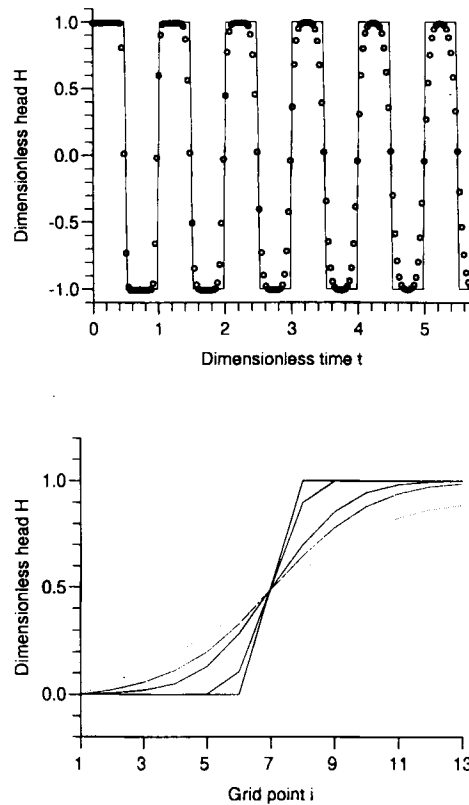 Dimensionless head H
1.0
0.5
0.0
-0.5
-1.0
0 1 2 3 4 5
Dimensionless time t
Dimensionless head H
1.0
0.5
0.0
1 3 5 7 9 11 13
Grid point i